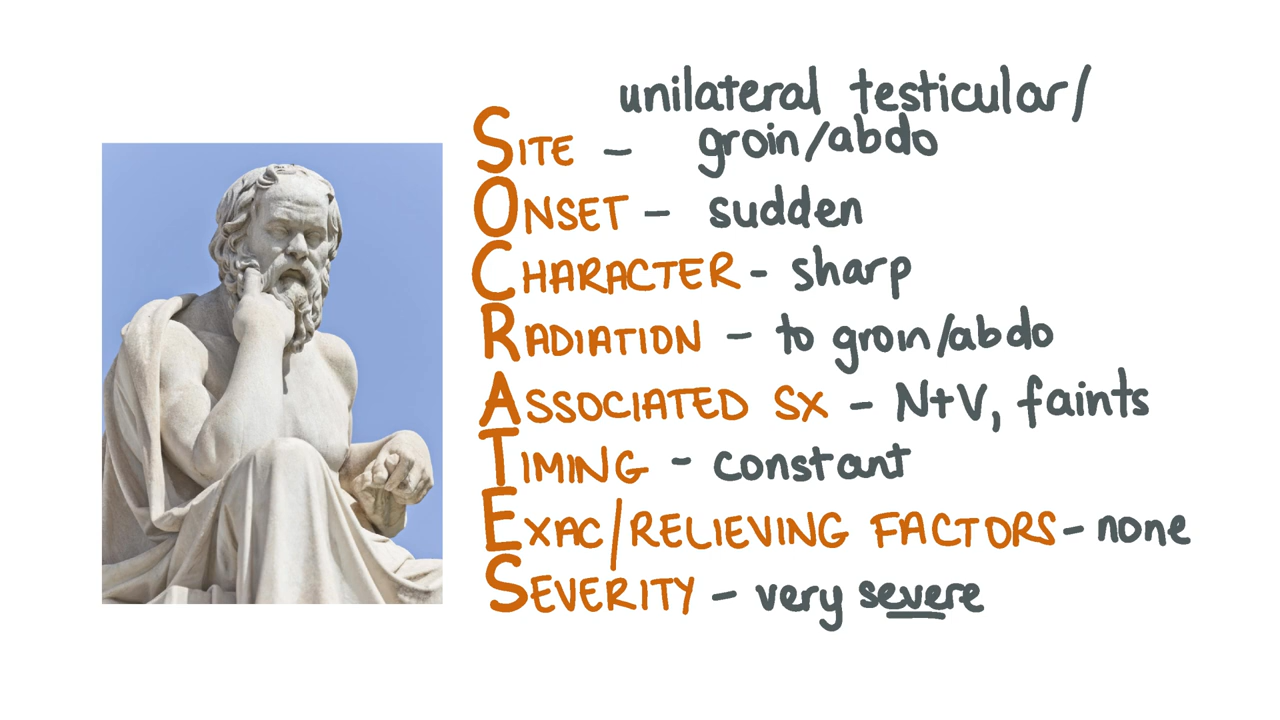 unilateral testicular/
SITE – groin/abdo
ONSET – sudden
CHARACTER - sharp
RADIATION – to groin/abdo
ASSOCIATED SX – N+V, faints
TIMING - constant
EXAC/RELIEVING FACTORS - none
SEVERITY – very severe